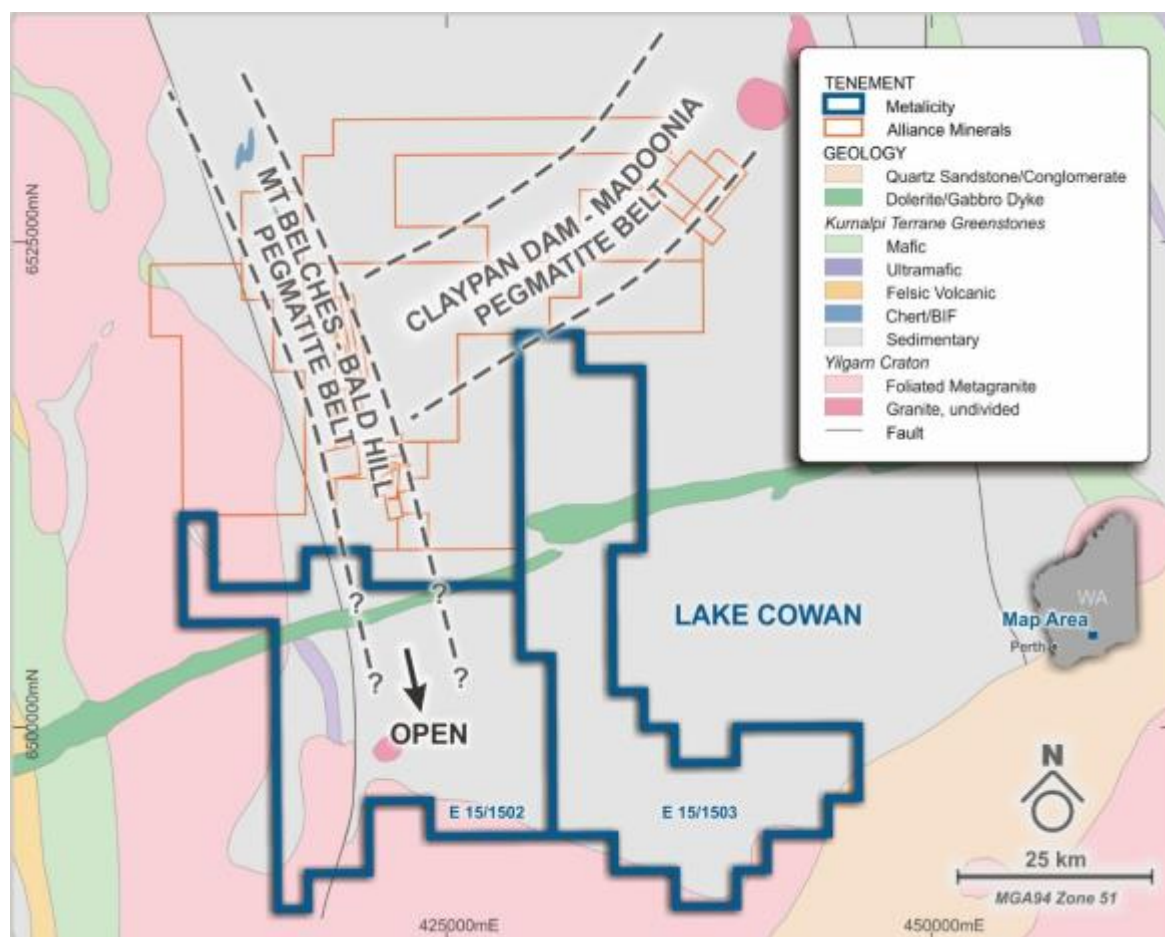 TENEMENT
Metalicity
Alliance Minerals
GEOLOGY
Quartz Sandstone/Conglomerate
Dolerite/Gabbro Dyke
Kurnalpi Terrane Greenstones
Mafic
Ultramafic
Felsic Volcanic
Chert/BIF
Sedimentary
Yilgarn Craton
Foliated Metagranite
Granite, undivided
Fault
MT BELCHES - BALD HILL
PEGMATITE BELT
CLAYPAN DAM - MADOONIA
PEGMATITE BELT
6525000mN
?
?
LAKE COWAN
WA
Map Area
Perth
?
?
OPEN
6500000mN
E 15/1502
E 15/1503
N
25 km
MGA94 Zone 51
425000mE
450000mE